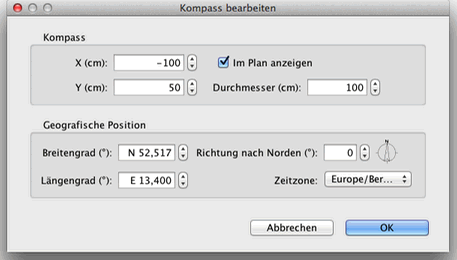 Kompass bearbeiten
Kompass
X (cm): -100 Im Plan anzeigen
Y (cm): 50 Durchmesser (cm): 100
Geografische Position
Breitengrad (°): N 52,517 Richtung nach Norden (°): 0 N
Längengrad (°): E 13,400 Zeitzone: Europe/Ber...
Abbrechen OK